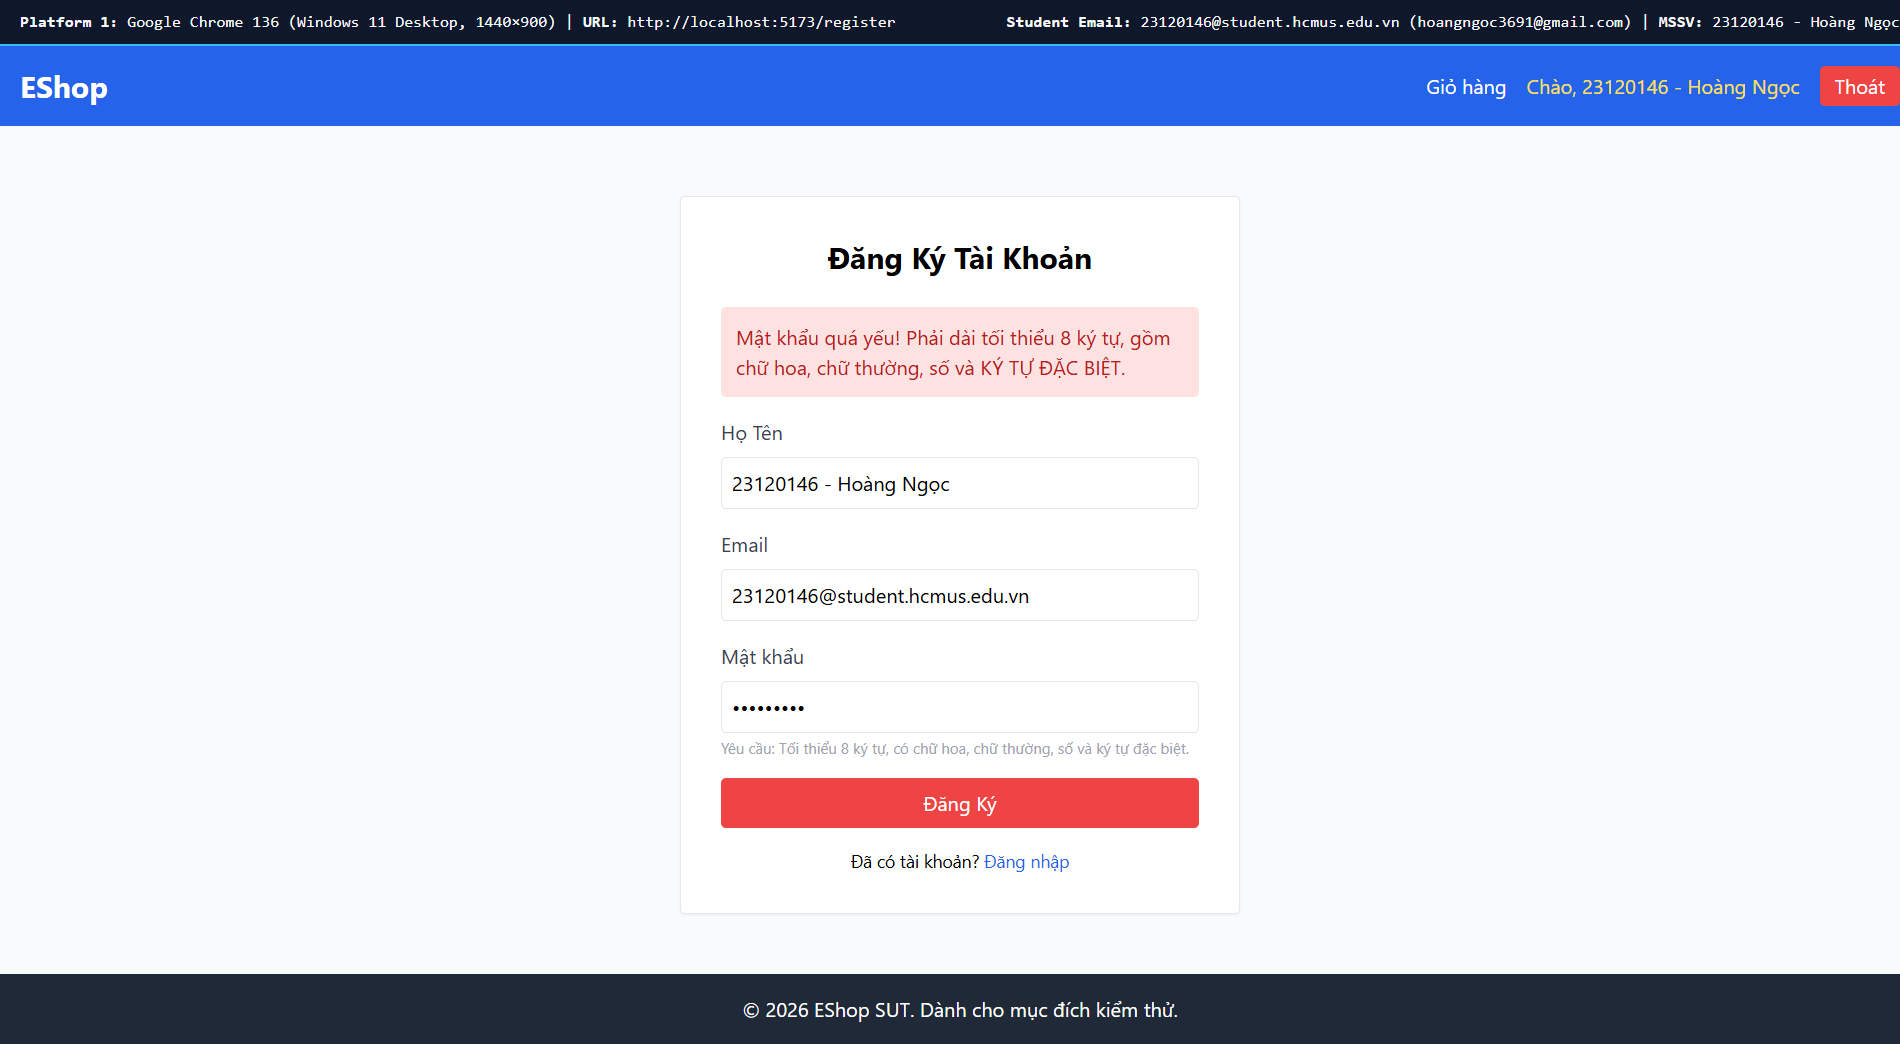 Platform 1: Google Chrome 136 (Windows 11 Desktop, 1440×900) | URL: http://localhost:5173/register
Student Email: 23120146@student.hcmus.edu.vn (hoangngoc3691@gmail.com) | MSSV: 23120146 - Hoàng Ngọc
EShop
Giỏ hàng
Chào, 23120146 - Hoàng Ngọc
Thoát
Đăng Ký Tài Khoản
Mật khẩu quá yếu! Phải dài tối thiểu 8 ký tự, gồm
chữ hoa, chữ thường, số và KÝ TỰ ĐẶC BIỆT.
Họ Tên
23120146 - Hoàng Ngọc
Email
23120146@student.hcmus.edu.vn
Mật khẩu
•••••••••
Yêu cầu: Tối thiểu 8 ký tự, có chữ hoa, chữ thường, số và ký tự đặc biệt.
Đăng Ký
Đã có tài khoản? Đăng nhập
© 2026 EShop SUT. Dành cho mục đích kiểm thử.